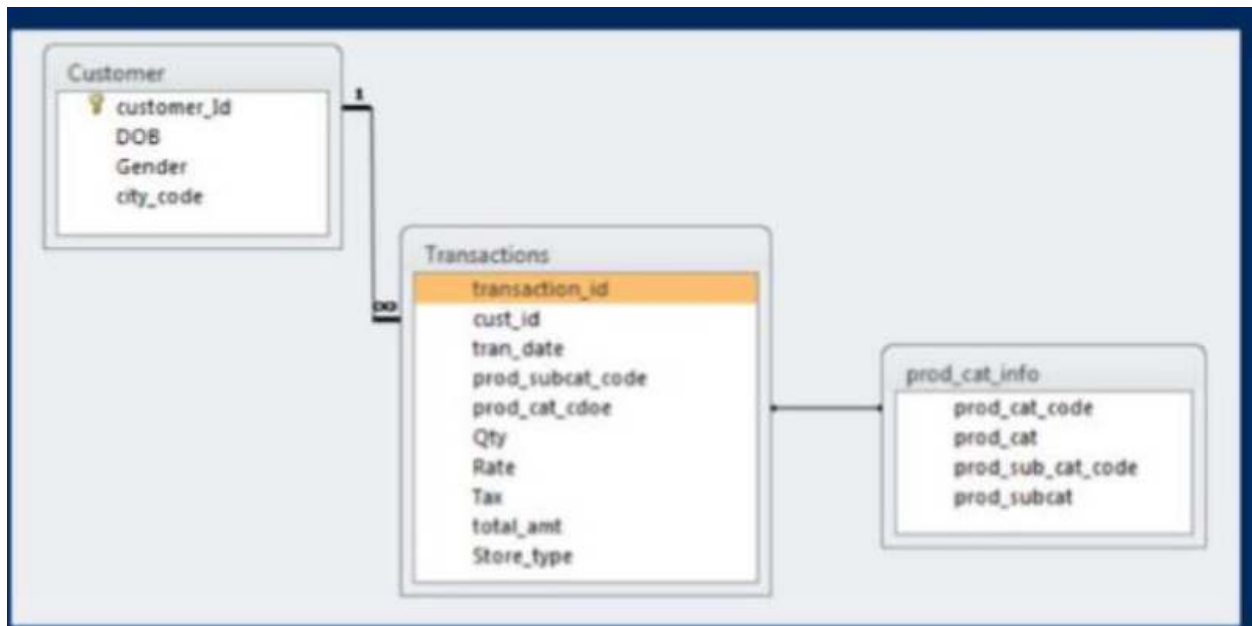 Customer
customer_Id
DOB
Gender
city_code
1
∞
Transactions
transaction_id
cust_id
tran_date
prod_subcat_code
prod_cat_cdoe
Qty
Rate
Tax
total_amt
Store_type
prod_cat_info
prod_cat_code
prod_cat
prod_sub_cat_code
prod_subcat